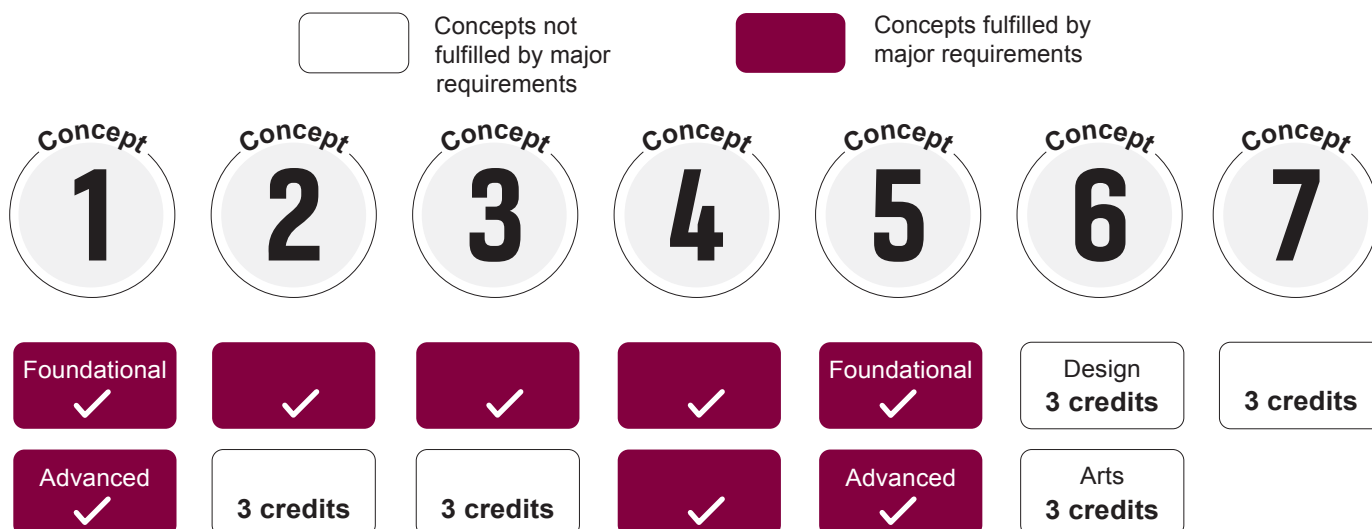 Concepts not
fulfilled by major
requirements
Concepts fulfilled by
major requirements
Concept
1
Concept
2
Concept
3
Concept
4
Concept
5
Concept
6
Concept
7
Foundational
Foundational
Design
3 credits
3 credits
Advanced
3 credits
3 credits
Advanced
Arts
3 credits